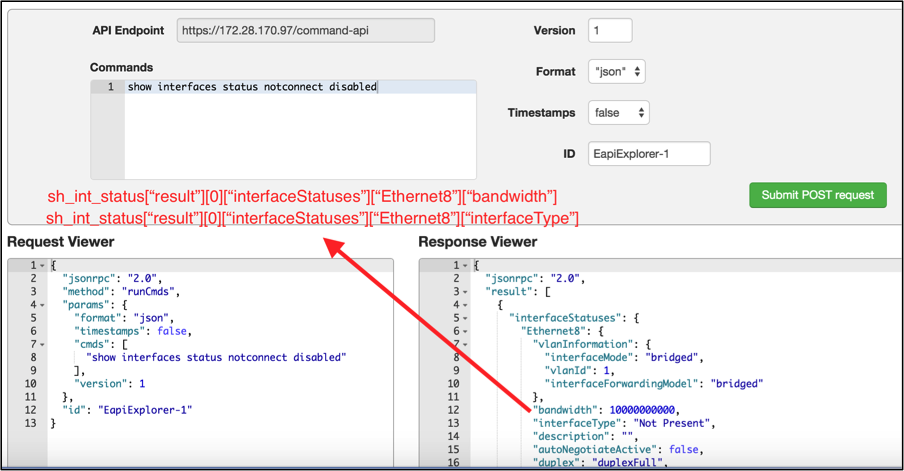 API Endpoint https://172.28.170.97/command-api Version 1
Commands Format "json"
1 show interfaces status notconnect disabled
Timestamps false
ID EapiExplorer-1
sh_int_status[“result”][0][“interfaceStatuses”][“Ethernet8”][“bandwidth”]
Submit POST request
sh_int_status[“result”][0][“interfaceStatuses”][“Ethernet8”][“interfaceType”]
Request Viewer
1 {
2 "jsonrpc": "2.0",
3 "method": "runCmds",
4 "params": {
5 "format": "json",
6 "timestamps": false,
7 "cmds": [
8 "show interfaces status notconnect disabled"
9 ],
10 "version": 1
11 },
12 "id": "EapiExplorer-1"
13 }
Response Viewer
1 {
2 "jsonrpc": "2.0",
3 "result": [
4 {
5 "interfaceStatuses": {
6 "Ethernet8": {
7 "vlanInformation": {
8 "interfaceMode": "bridged",
9 "vlanId": 1,
10 "interfaceForwardingModel": "bridged"
11 },
12 "bandwidth": 10000000000,
13 "interfaceType": "Not Present",
14 "description": "",
15 "autoNegotiateActive": false,
16 "duplex": "duplexFull",